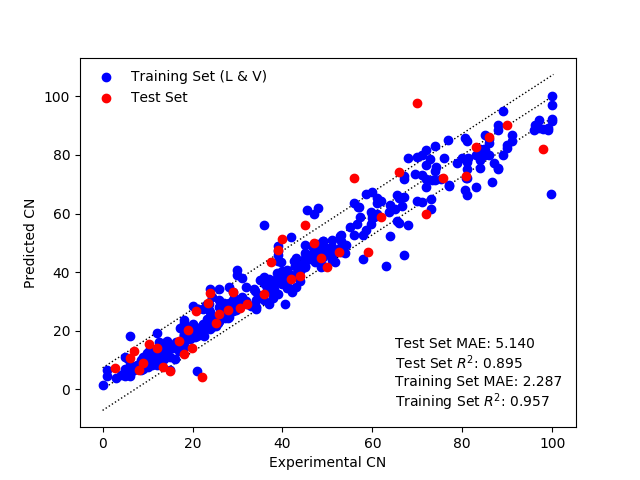 Training Set (L & V)
Test Set
100
80
60
40
20
0
Predicted CN
Test Set MAE: 5.140
Test Set R²: 0.895
Training Set MAE: 2.287
Training Set R²: 0.957
0 20 40 60 80 100
Experimental CN